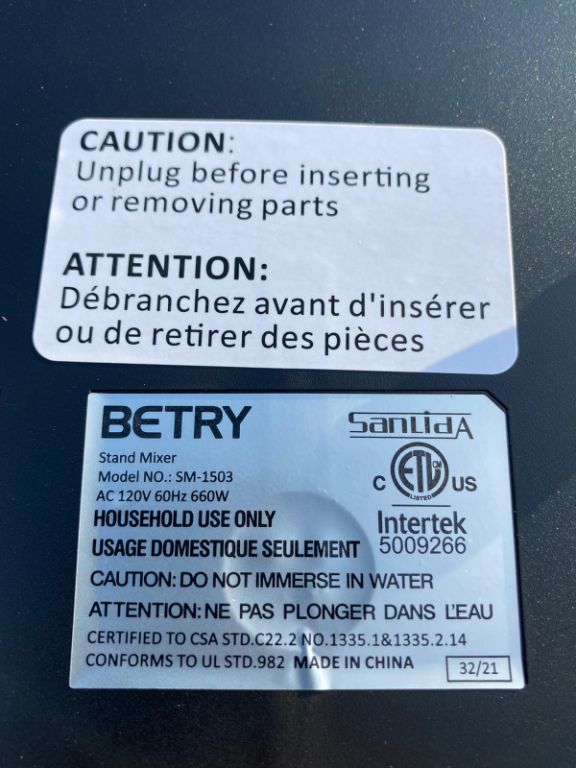 CAUTION:
Unplug before inserting
or removing parts
ATTENTION:
Débranchez avant d'insérer
ou de retirer des pièces
BETRY
Stand Mixer
Model NO.: SM-1503
AC 120V 60Hz 660W
HOUSEHOLD USE ONLY
USAGE DOMESTIQUE SEULEMENT
SanLidA
C ETL CM US
LISTED
Intertek
5009266
CAUTION: DO NOT IMMERSE IN WATER
ATTENTION: NE PAS PLONGER DANS L'EAU
CERTIFIED TO CSA STD.C22.2 NO.1335.1&1335.2.14
CONFORMS TO UL STD.982 MADE IN CHINA
32/21